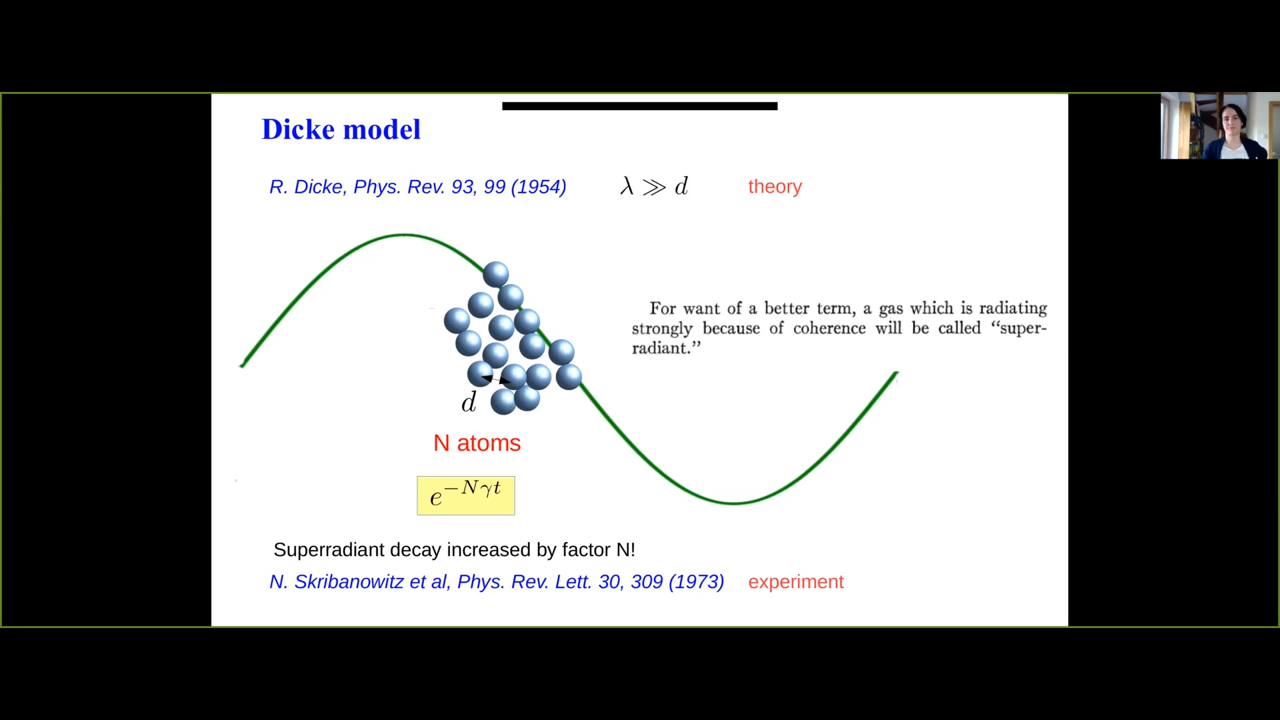 Dicke model
R. Dicke, Phys. Rev. 93, 99 (1954) λ ≫ d theory
For want of a better term, a gas which is radiating
strongly because of coherence will be called “super-
radiant.”
d
N atoms
e^{-Nγt}
Superradiant decay increased by factor N!
N. Skribanowitz et al, Phys. Rev. Lett. 30, 309 (1973) experiment